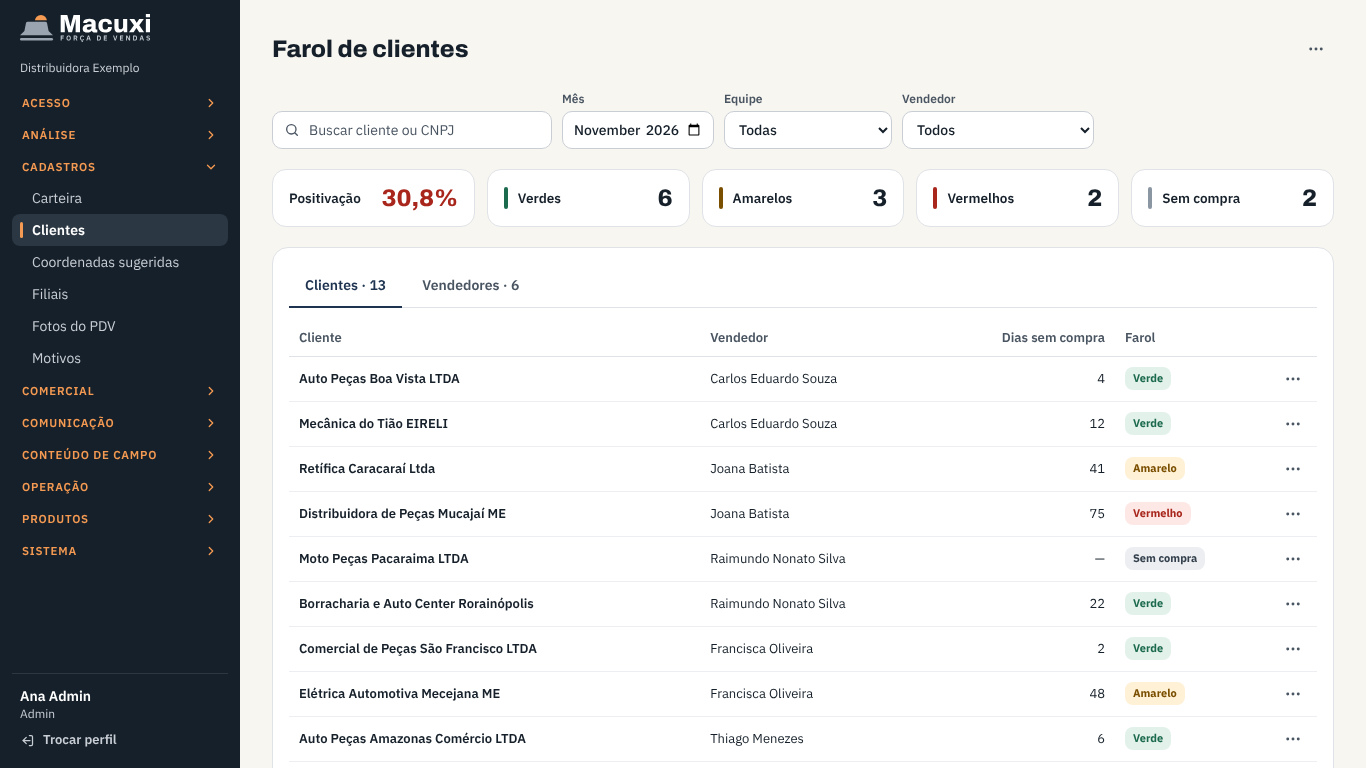 Macuxi
FORÇA DE VENDAS
Distribuidora Exemplo
ACESSO
ANÁLISE
CADASTROS
Carteira
Clientes
Coordenadas sugeridas
Filiais
Fotos do PDV
Motivos
COMERCIAL
COMUNICAÇÃO
CONTEÚDO DE CAMPO
OPERAÇÃO
PRODUTOS
SISTEMA
Ana Admin
Admin
Trocar perfil
Farol de clientes
Mês Equipe Vendedor
Buscar cliente ou CNPJ November 2026 Todas Todos
Positivação 30,8% Verdes 6 Amarelos 3 Vermelhos 2 Sem compra 2
Clientes · 13 Vendedores · 6
Cliente Vendedor Dias sem compra Farol
Auto Peças Boa Vista LTDA Carlos Eduardo Souza 4 Verde
Mecânica do Tião EIRELI Carlos Eduardo Souza 12 Verde
Retífica Caracaraí Ltda Joana Batista 41 Amarelo
Distribuidora de Peças Mucajaí ME Joana Batista 75 Vermelho
Moto Peças Pacaraima LTDA Raimundo Nonato Silva — Sem compra
Borracharia e Auto Center Rorainópolis Raimundo Nonato Silva 22 Verde
Comercial de Peças São Francisco LTDA Francisca Oliveira 2 Verde
Elétrica Automotiva Mecejana ME Francisca Oliveira 48 Amarelo
Auto Peças Amazonas Comércio LTDA Thiago Menezes 6 Verde